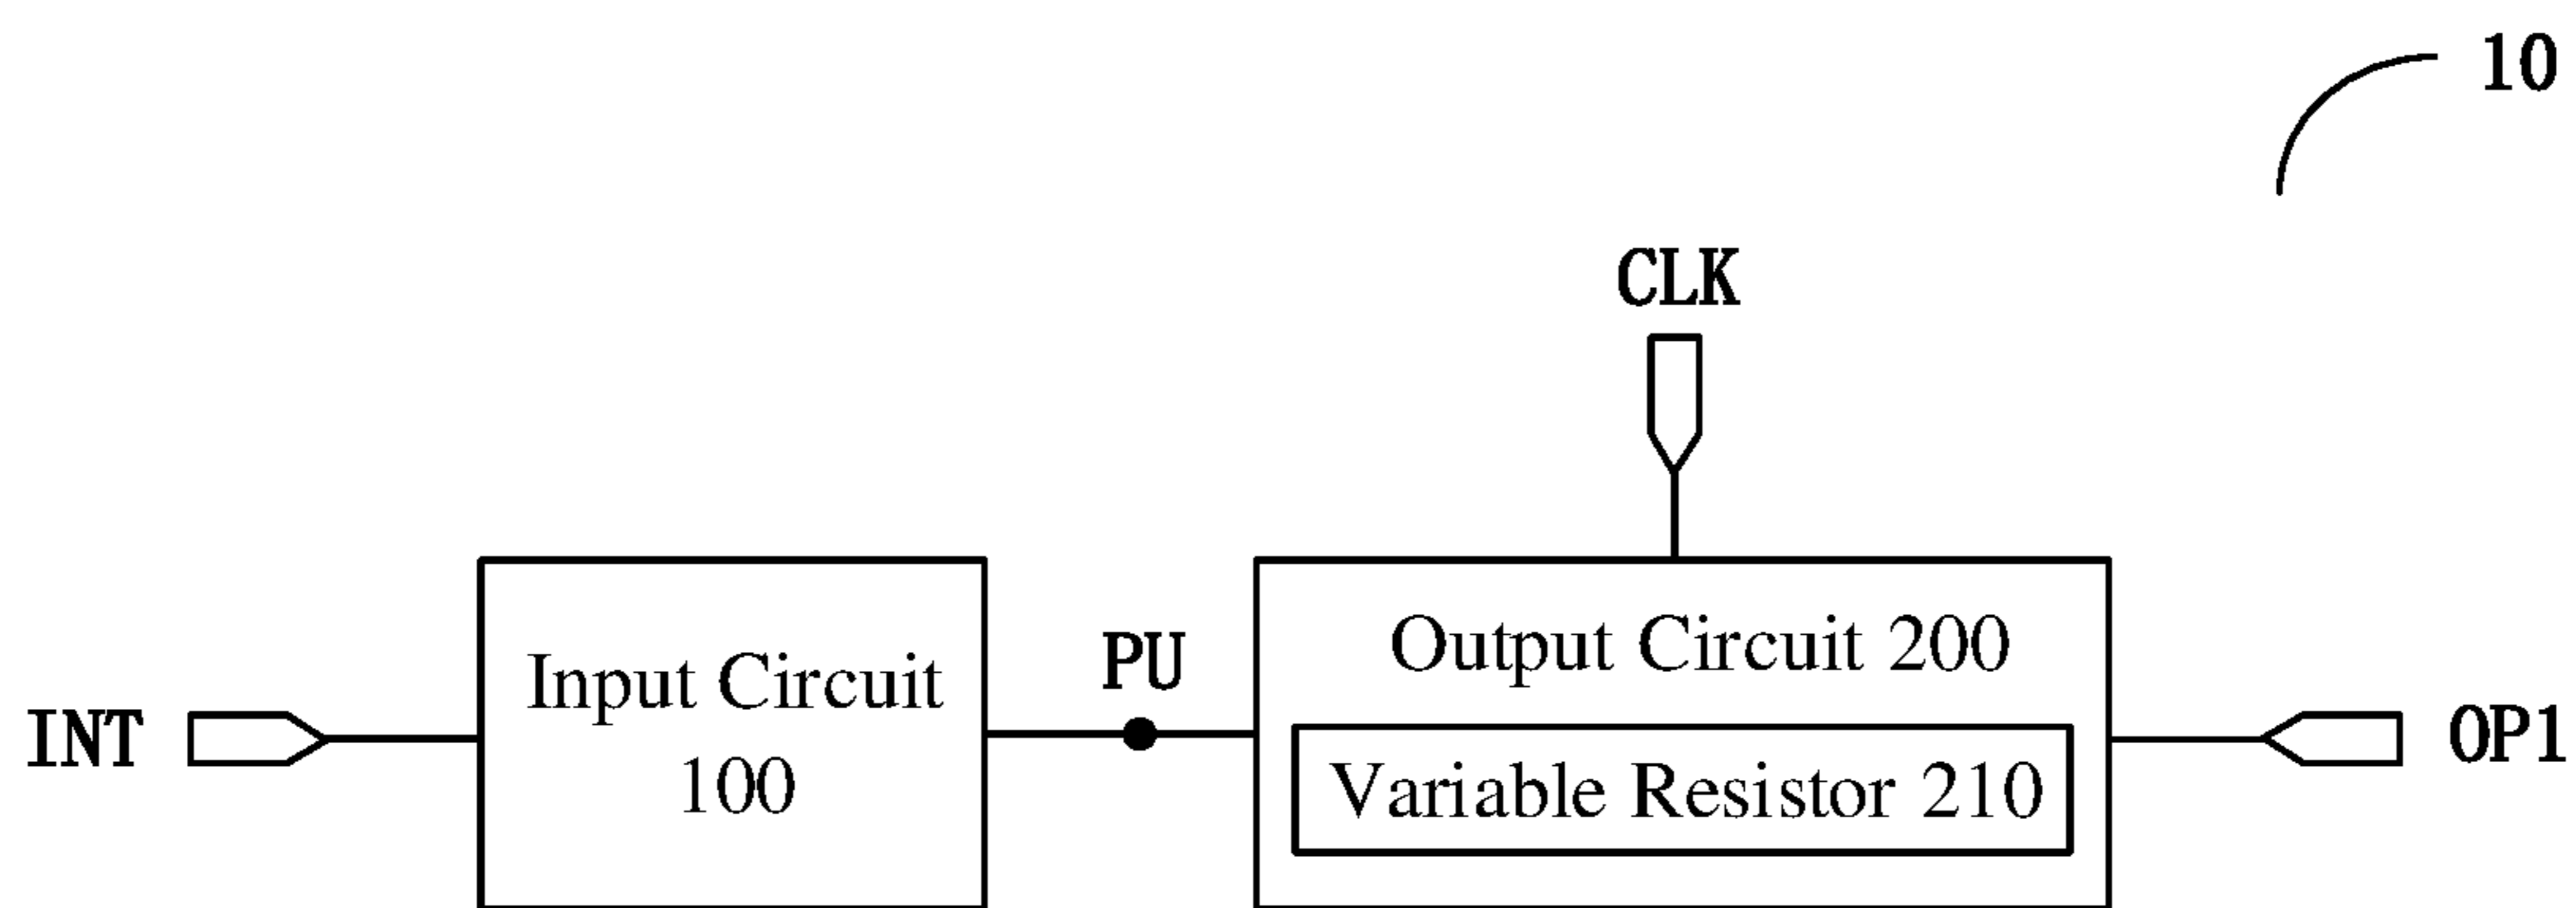 10
CLK
Input Circuit
100
PU
Output Circuit 200
Variable Resistor 210
INT
OP1